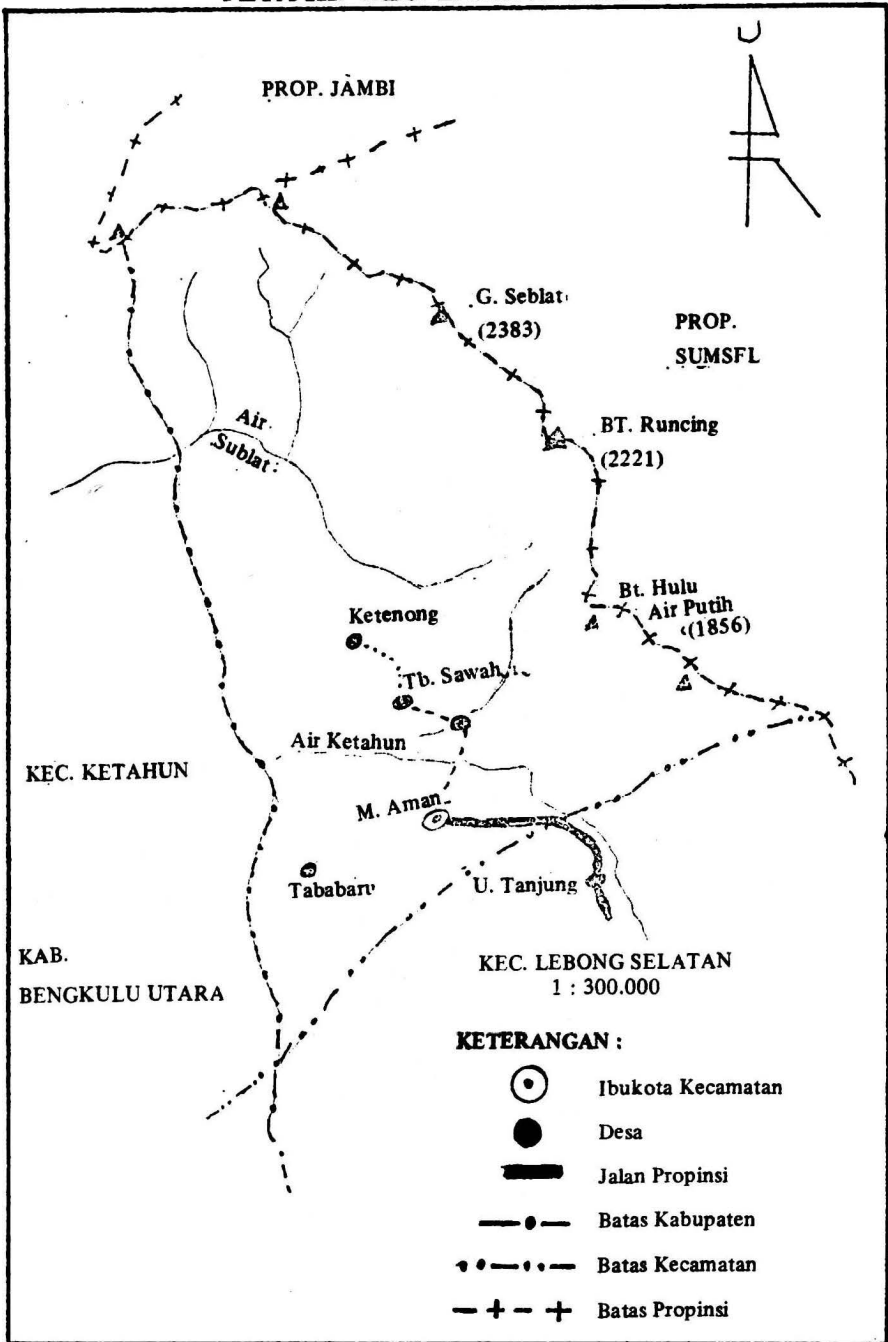 U
PROP. JAMBI
G. Seblat
(2383)
PROP.
SUMSFL
BT. Runcing
(2221)
Air
Sublat
Bt. Hulu
Air Putih
(1856)
Ketenong
Tb. Sawah
Air Ketahun
KEC. KETAHUN
M. Aman
Tababaru
U. Tanjung
KAB.
BENGKULU UTARA
KEC. LEBONG SELATAN
1 : 300.000
KETERANGAN :
Ibukota Kecamatan
Desa
Jalan Propinsi
Batas Kabupaten
Batas Kecamatan
Batas Propinsi